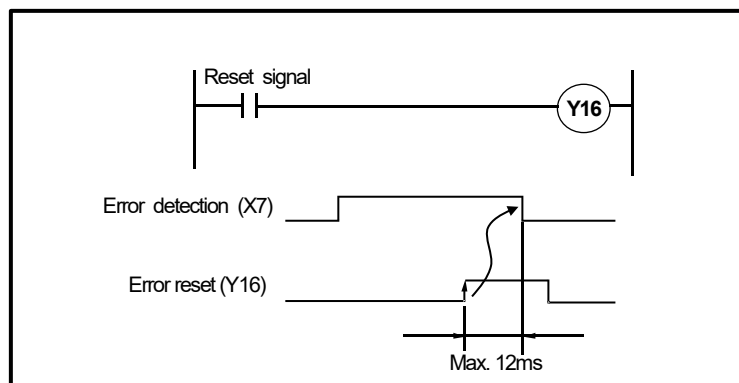 Reset signal
Y16
Error detection (X7)
Error reset (Y16)
Max. 12ms